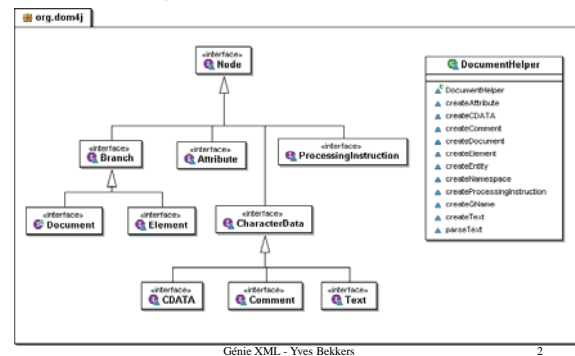 org.dom4j
«interface»
Node
«interface»
Branch
«interface»
Attribute
«interface»
ProcessingInstruction
«interface»
Document
«interface»
Element
«interface»
CharacterData
«interface»
CDATA
«interface»
Comment
«interface»
Text
DocumentHelper
DocumentHelper
createAttribute
createCDATA
createComment
createDocument
createElement
createEntity
createNamespace
createProcessingInstruction
createQName
createText
parseText
Génie XML - Yves Bekkers
2